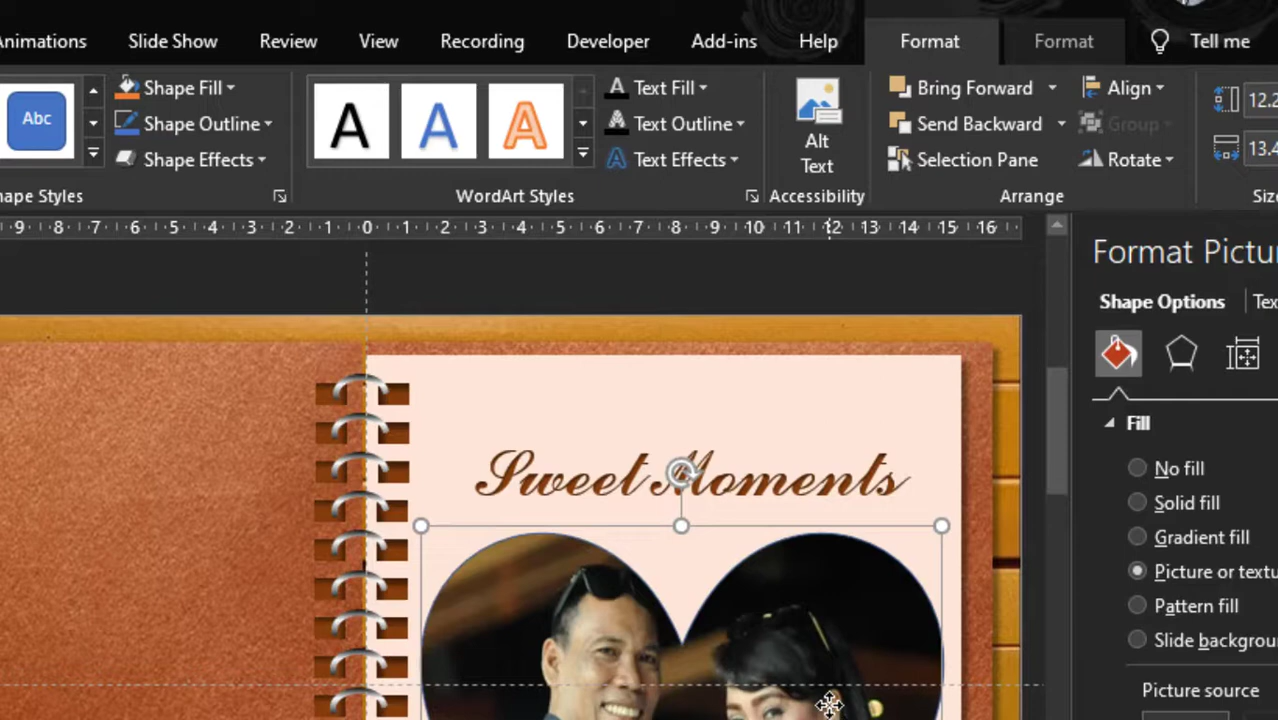 Animations Slide Show Review View Recording Developer Add-ins Help Format Format Tell me
Abc Shape Fill Text Fill Bring Forward Align 12.2
Shape Outline Text Outline Alt Text Send Backward Group 13.4
Shape Effects Text Effects Selection Pane Rotate
Shape Styles WordArt Styles Accessibility Arrange Size
9 8 7 6 5 4 3 2 1 0 1 2 3 4 5 6 7 8 9 10 11 12 13 14 15 16
Format Pictu
Shape Options Tex
Fill
No fill
Sweet Moments
Solid fill
Gradient fill
Picture or textu
Pattern fill
Slide backgrou
Picture source